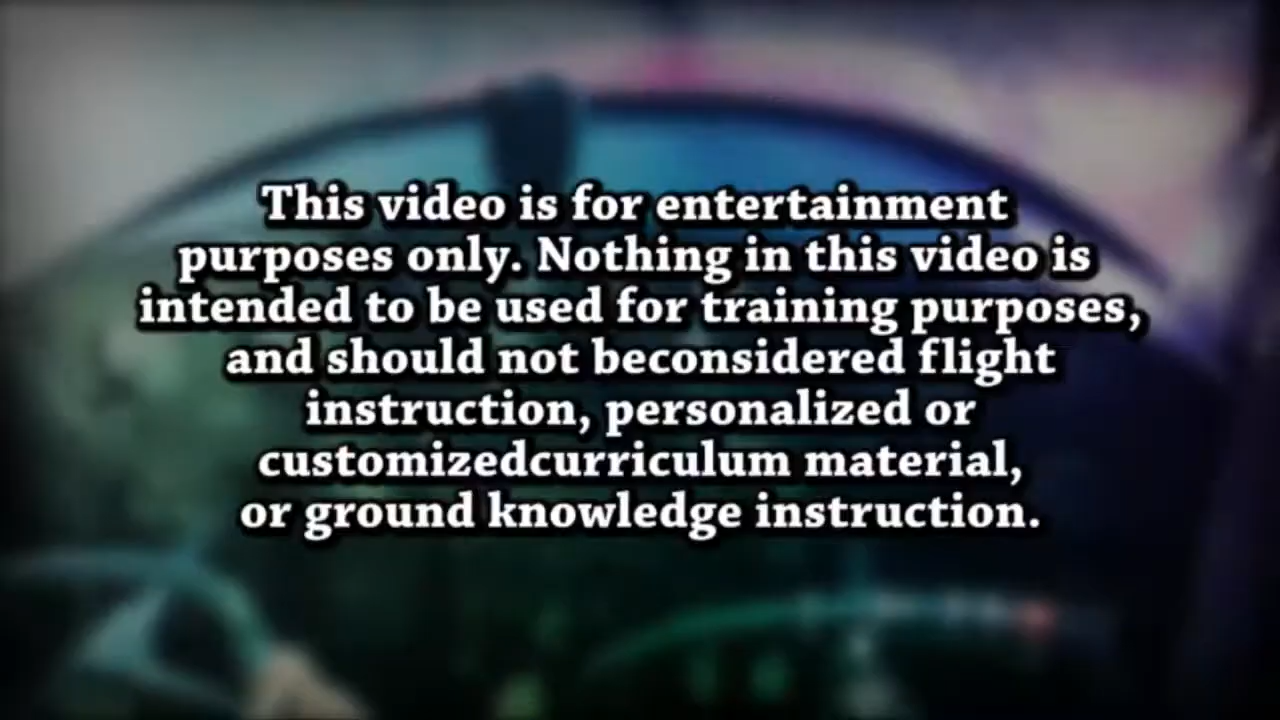 This video is for entertainment
purposes only. Nothing in this video is
intended to be used for training purposes,
and should not beconsidered flight
instruction, personalized or
customizedcurriculum material,
or ground knowledge instruction.